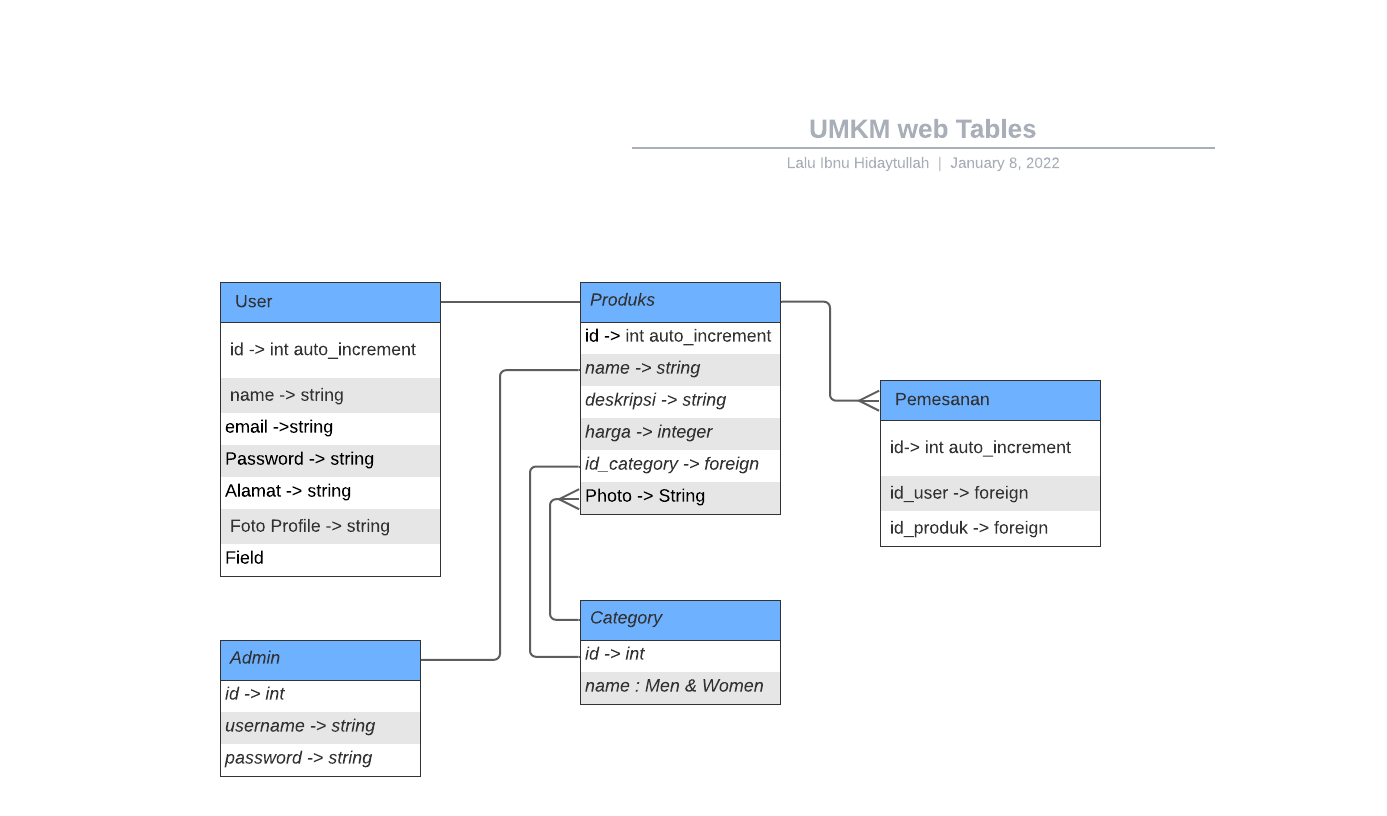 UMKM web Tables
Lalu Ibnu Hidaytullah | January 8, 2022
User
id -> int auto_increment
name -> string
email ->string
Password -> string
Alamat -> string
Foto Profile -> string
Field
Produks
id -> int auto_increment
name -> string
deskripsi -> string
harga -> integer
id_category -> foreign
Photo -> String
Pemesanan
id-> int auto_increment
id_user -> foreign
id_produk -> foreign
Admin
id -> int
username -> string
password -> string
Category
id -> int
name : Men & Women